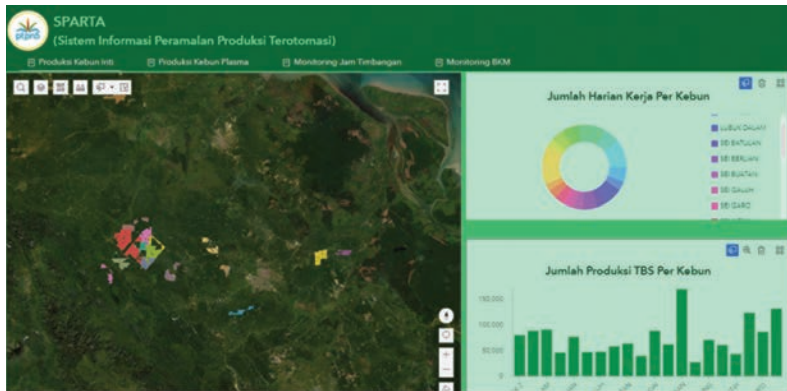 ptpn5
SPARTA
(Sistem Informasi Peramalan Produksi Terotomasi)
Produksi Kebun Inti
Produksi Kebun Plasma
Monitoring Jam Timbangan
Monitoring BKM
Jumlah Harian Kerja Per Kebun
LUBUK DALAM
SEI BATULAN
SEI BERLIAN
SEI BUATAN
SEI GALUH
SEI GARO
Jumlah Produksi TBS Per Kebun
150.000
100.000
50.000
0